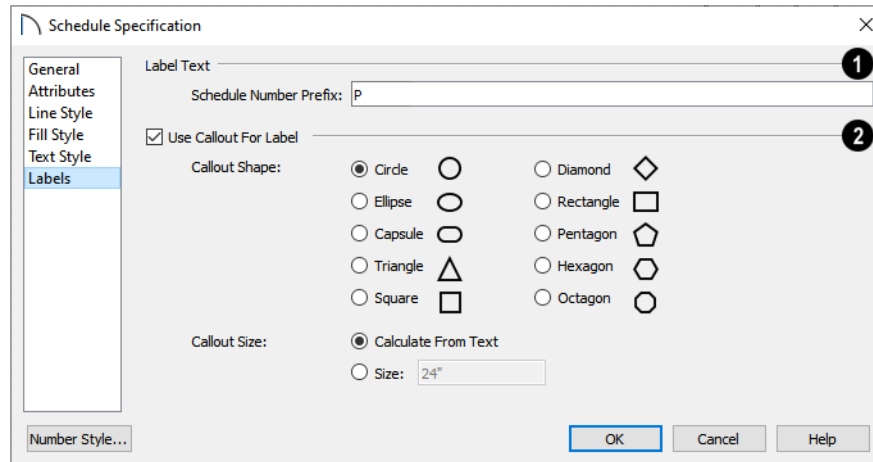 Schedule Specification
General
Attributes
Line Style
Fill Style
Text Style
Labels
Label Text
1
Schedule Number Prefix: P
Use Callout For Label
2
Callout Shape:
Circle
Diamond
Ellipse
Rectangle
Capsule
Pentagon
Triangle
Hexagon
Square
Octagon
Callout Size:
Calculate From Text
Size: 24"
Number Style...
OK
Cancel
Help